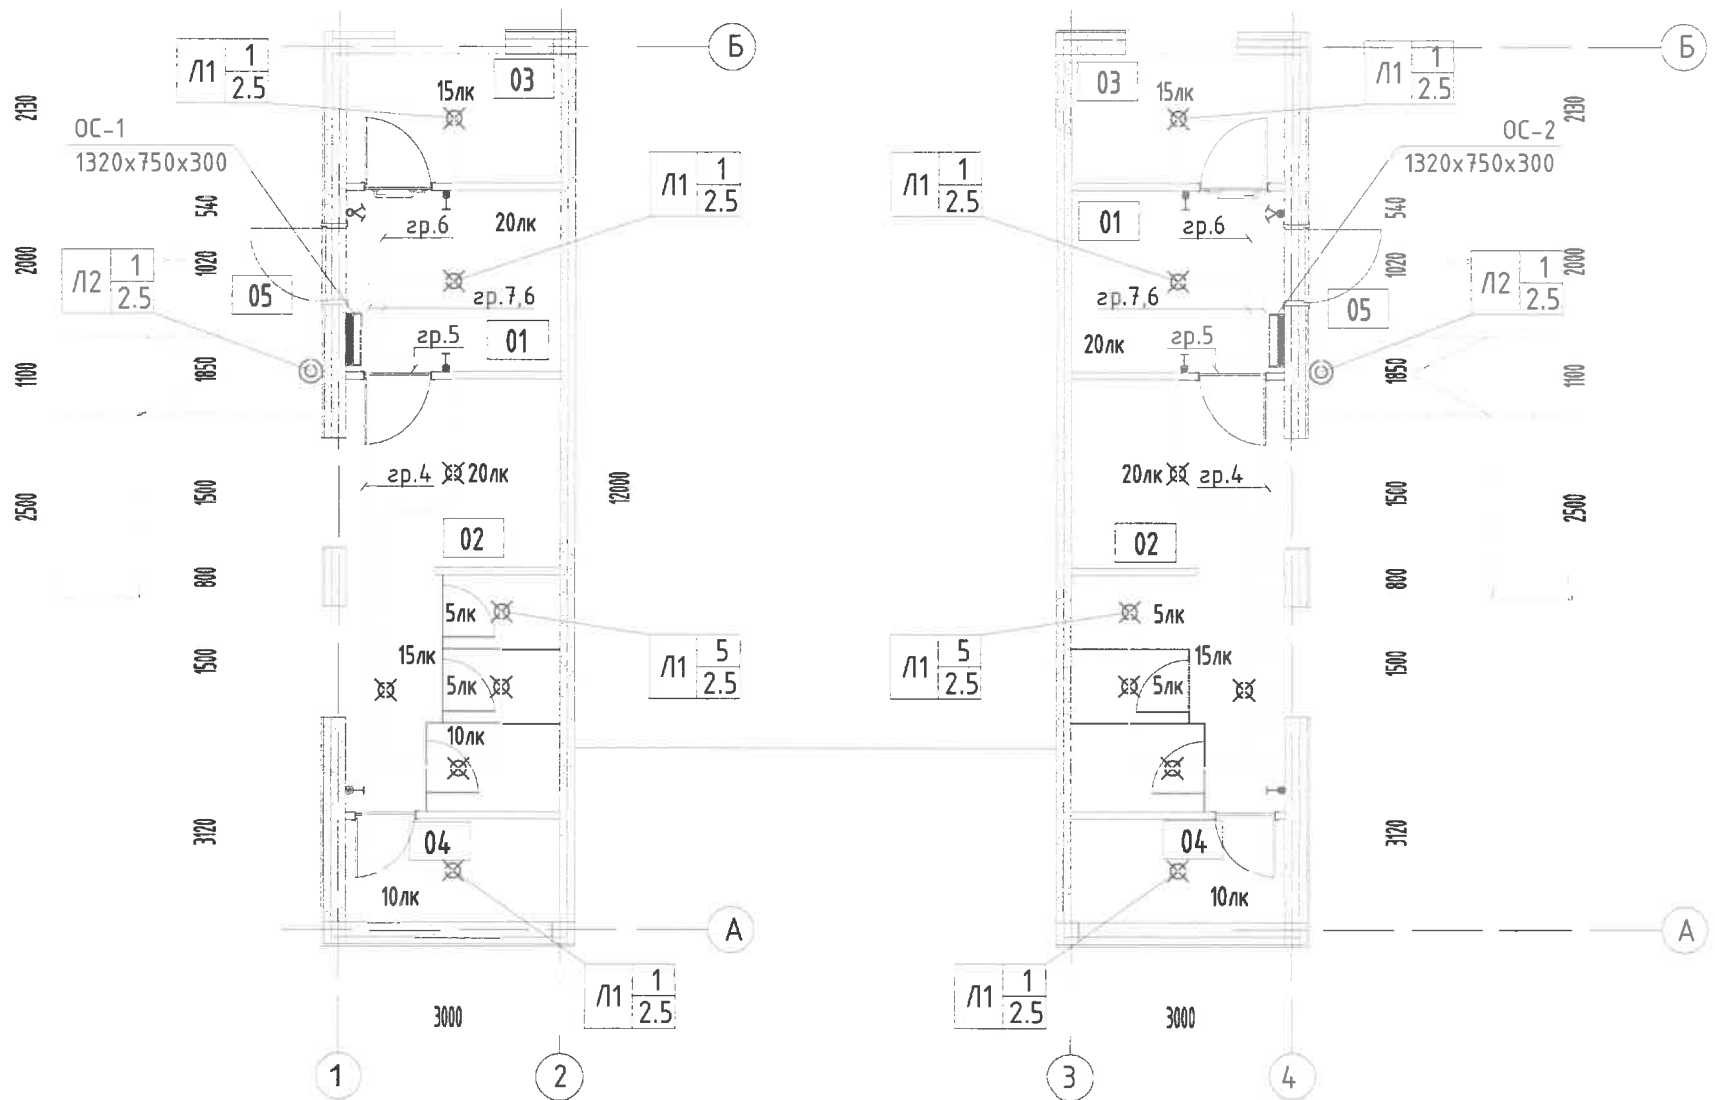 Б
Б
Л1 1 2.5
03
15лк
03
15лк
Л1 1 2.5
2130
2130
ОС-1
1320х750х300
ОС-2
1320х750х300
Л1 1 2.5
Л1 1 2.5
540
гр.6
20лк
01
гр.6
540
2000
1020
1020
2000
Л2 1 2.5
05
гр.7,6
гр.7,6
05
Л2 1 2.5
гр.5
01
20лк
гр.5
1100
1850
1850
1100
гр.4
20лк
20лк
гр.4
2500
1500
12000
1500
2500
02
02
800
800
5лк
5лк
15лк
Л1 5 2.5
Л1 5 2.5
15лк
1500
1500
5лк
5лк
10лк
3120
04
04
3120
10лк
10лк
А
А
Л1 1 2.5
Л1 1 2.5
3000
3000
1
2
3
4